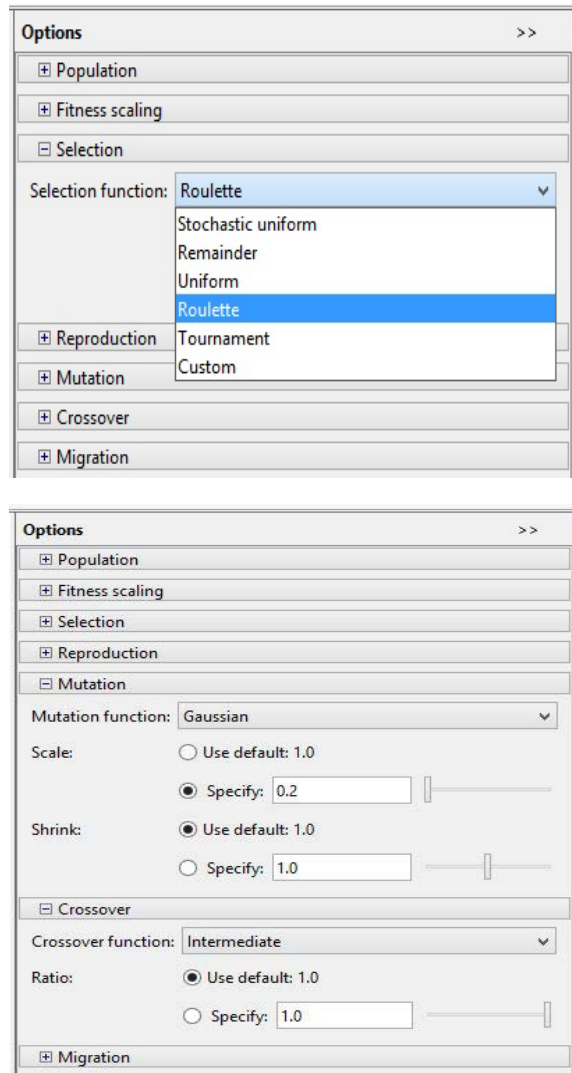 Options >>
Population
Fitness scaling
Selection
Selection function: Roulette
Stochastic uniform
Remainder
Uniform
Roulette
Reproduction Tournament
Mutation Custom
Crossover
Migration
Options >>
Population
Fitness scaling
Selection
Reproduction
Mutation
Mutation function: Gaussian
Scale: Use default: 1.0
Specify: 0.2
Shrink: Use default: 1.0
Specify: 1.0
Crossover
Crossover function: Intermediate
Ratio: Use default: 1.0
Specify: 1.0
Migration